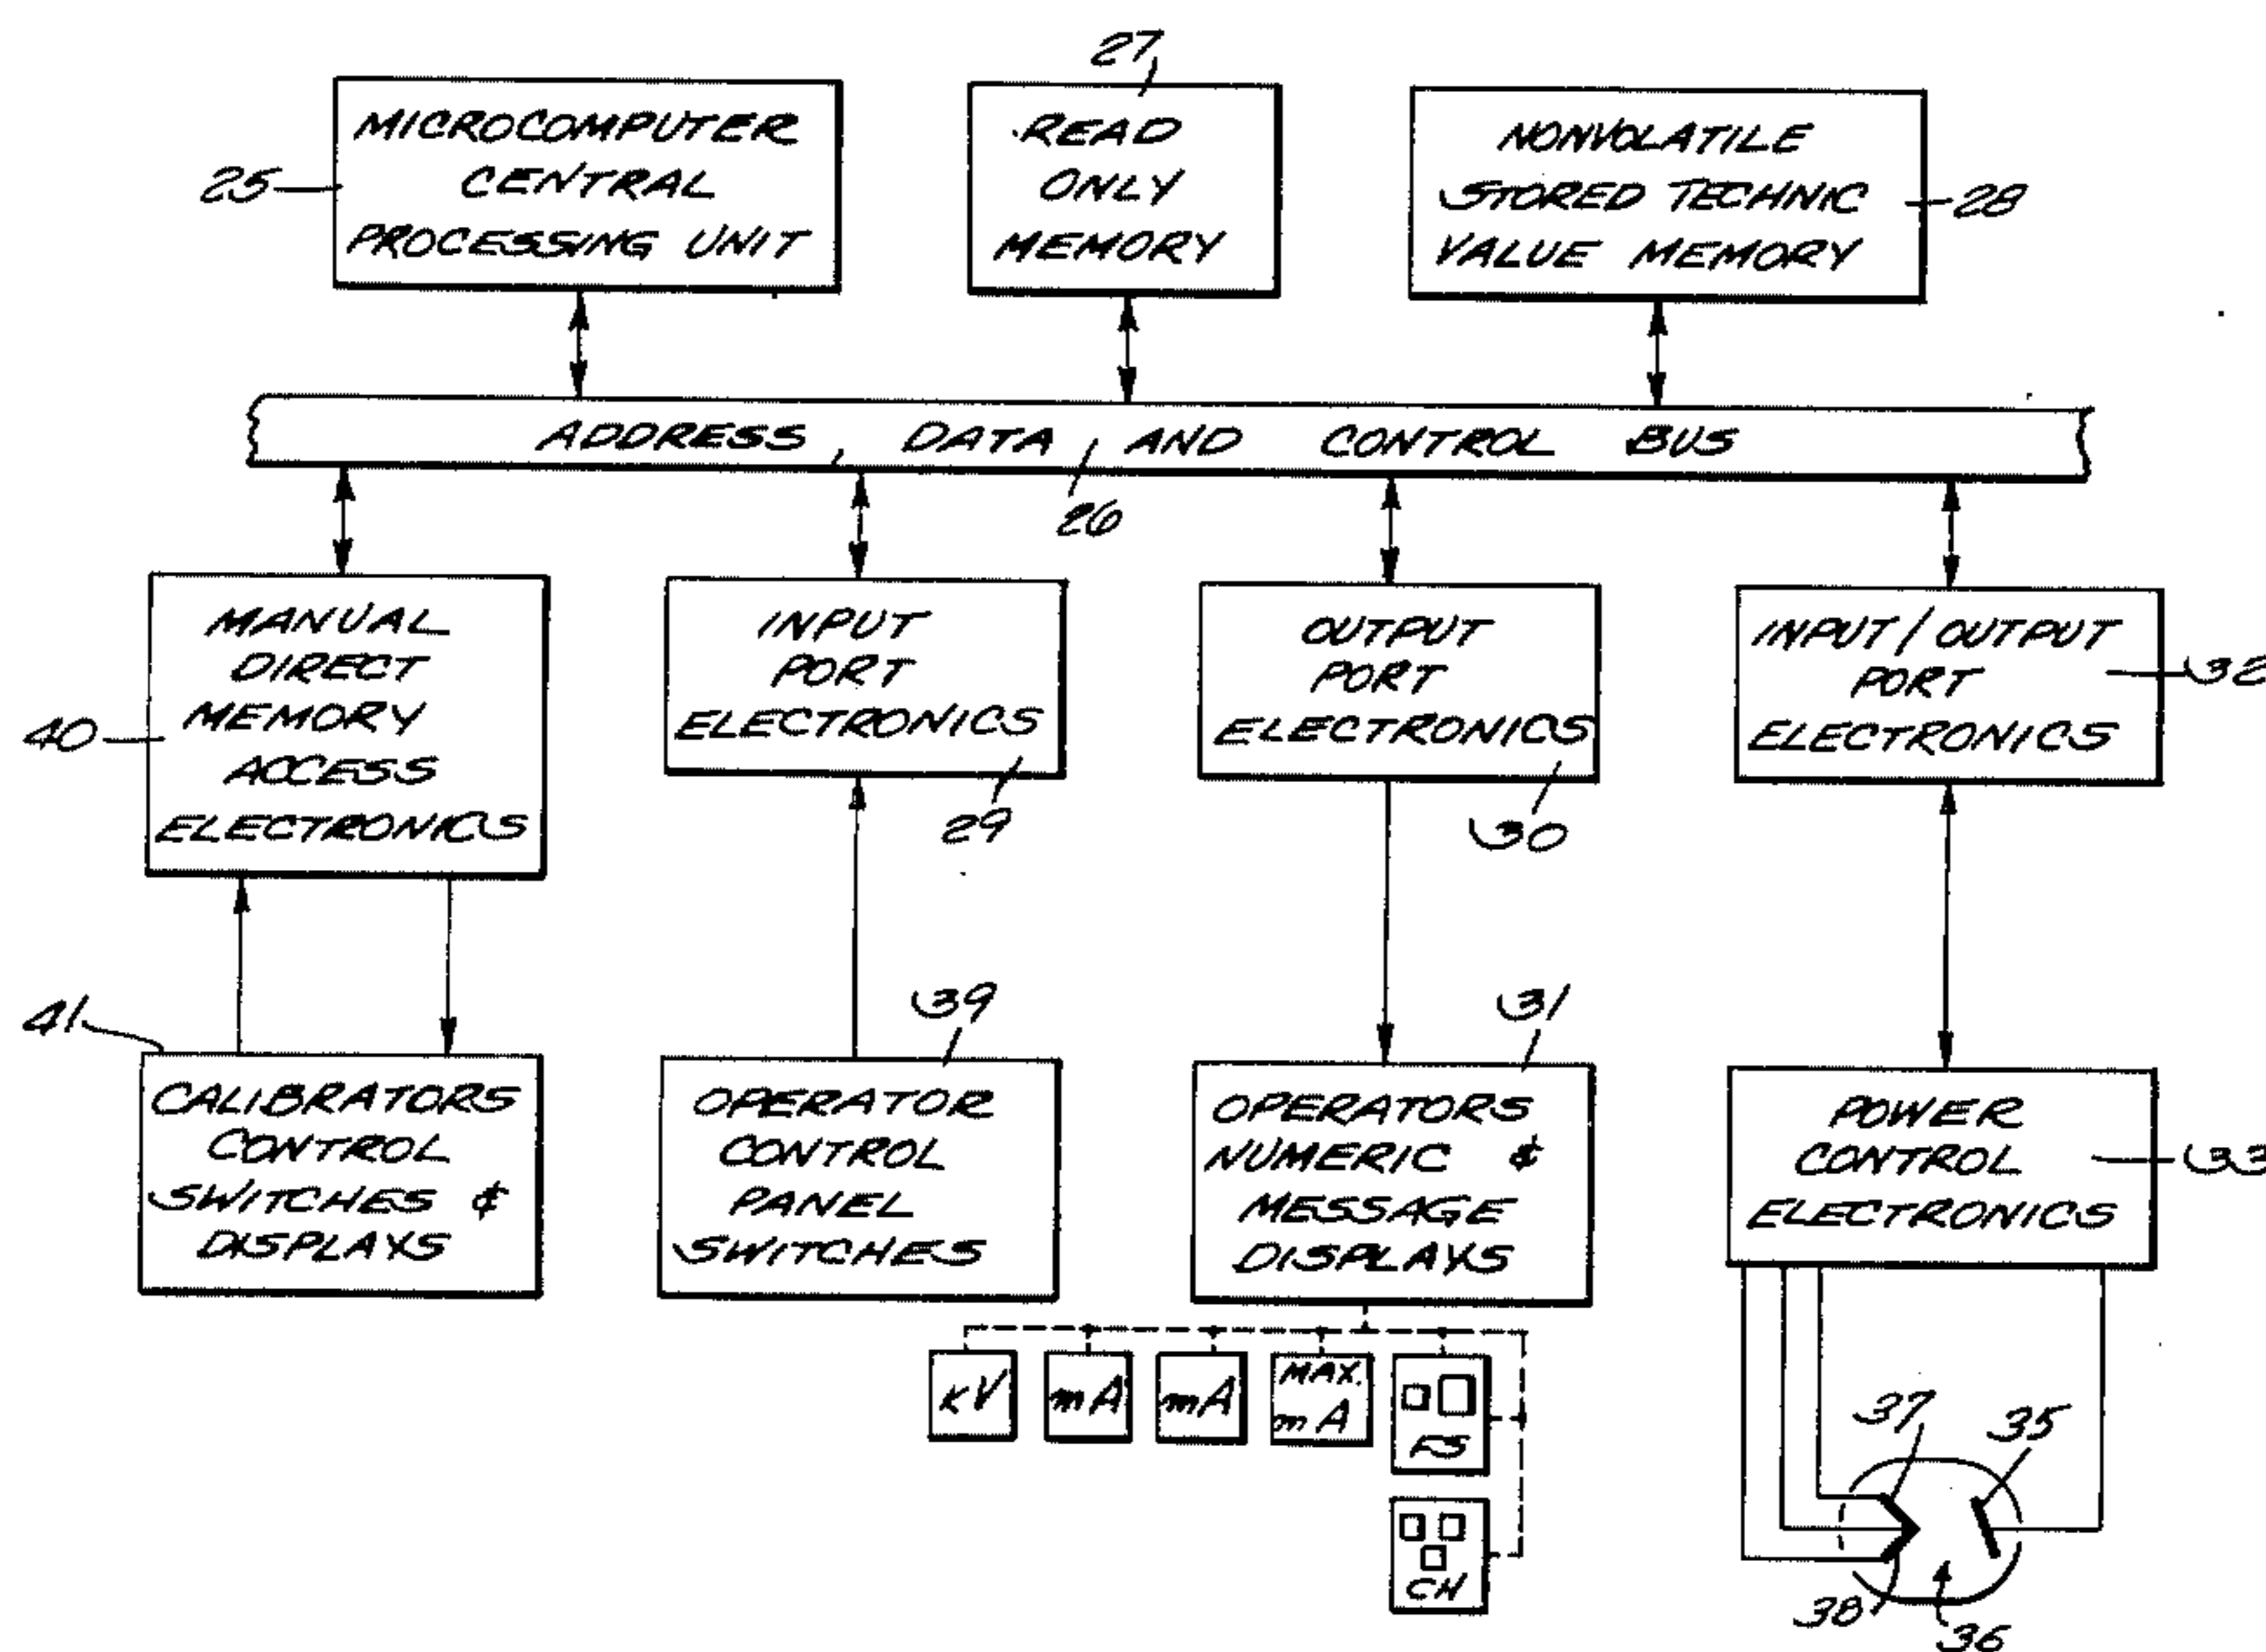 27
MICROCOMPUTER
CENTRAL
PROCESSING UNIT
25
READ
ONLY
MEMORY
NONVOLATILE
STORED TECHNIC
VALUE MEMORY
28
ADDRESS, DATA AND CONTROL BUS
26
MANUAL
DIRECT
MEMORY
ACCESS
ELECTRONICS
40
INPUT
PORT
ELECTRONICS
29
OUTPUT
PORT
ELECTRONICS
30
INPUT/OUTPUT
PORT
ELECTRONICS
32
41
CALIBRATORS
CONTROL
SWITCHES &
DISPLAYS
39
OPERATOR
CONTROL
PANEL
SWITCHES
31
OPERATORS
NUMERIC &
MESSAGE
DISPLAYS
POWER
CONTROL
ELECTRONICS
33
kV
mA
mA
MAX.
mA
FS
CH
37
35
38
36